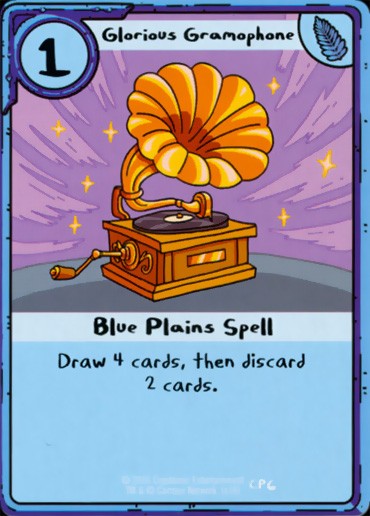 1
Glorious Gramophone
Blue Plains Spell
Draw 4 cards, then discard
2 cards.
CP6